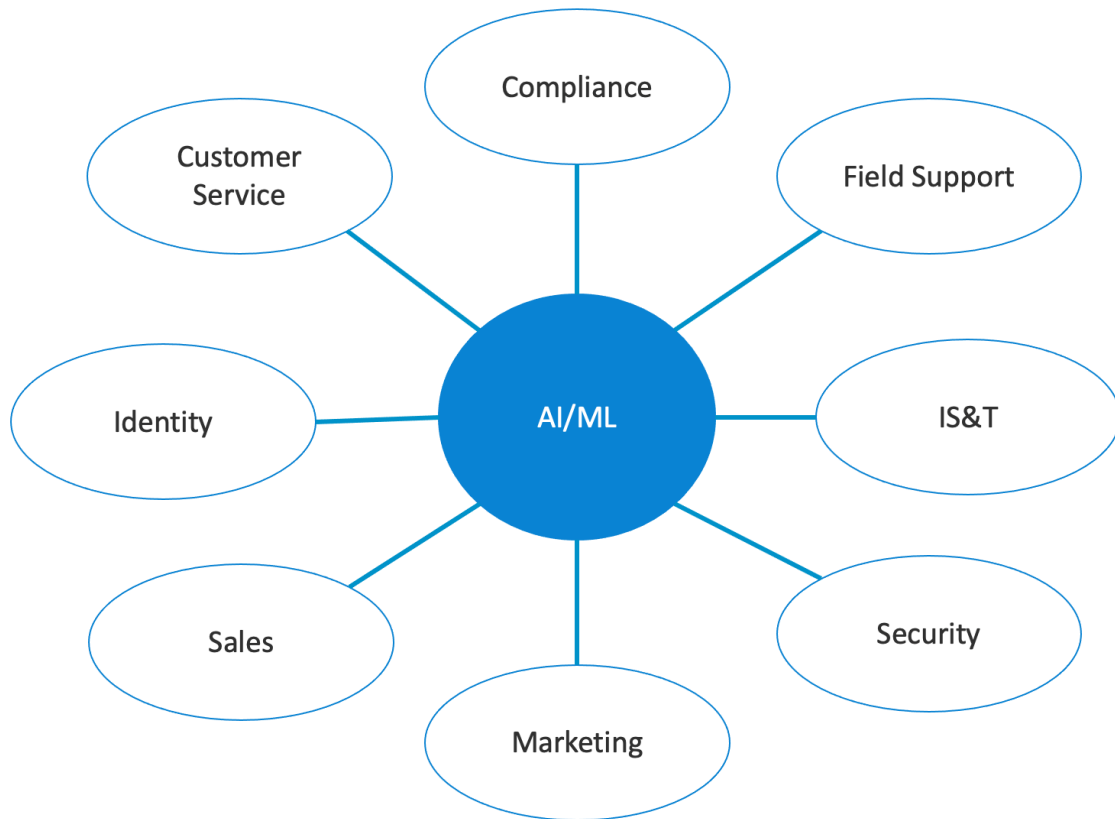 Compliance
Customer
Service
Field Support
Identity
AI/ML
IS&T
Sales
Security
Marketing